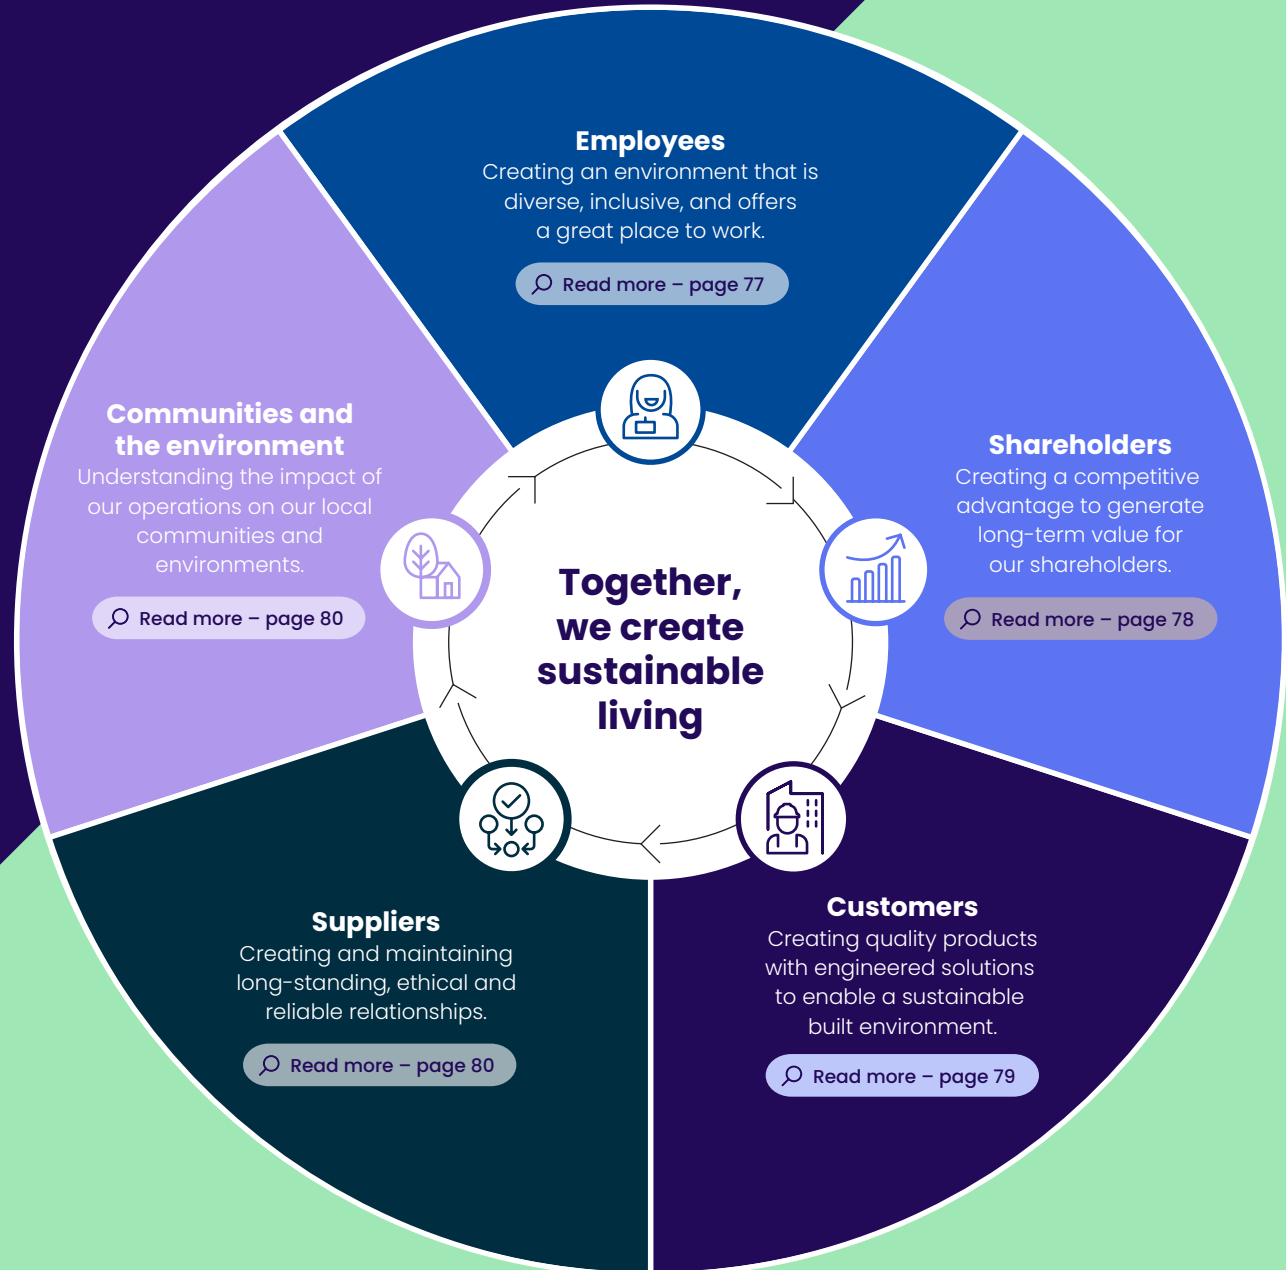 Employees
Creating an environment that is
diverse, inclusive, and offers
a great place to work.
Read more – page 77
Shareholders
Creating a competitive
advantage to generate
long-term value for
our shareholders.
Read more – page 78
Customers
Creating quality products
with engineered solutions
to enable a sustainable
built environment.
Read more – page 79
Suppliers
Creating and maintaining
long-standing, ethical and
reliable relationships.
Read more – page 80
Communities and
the environment
Understanding the impact of
our operations on our local
communities and
environments.
Read more – page 80
Together,
we create
sustainable
living